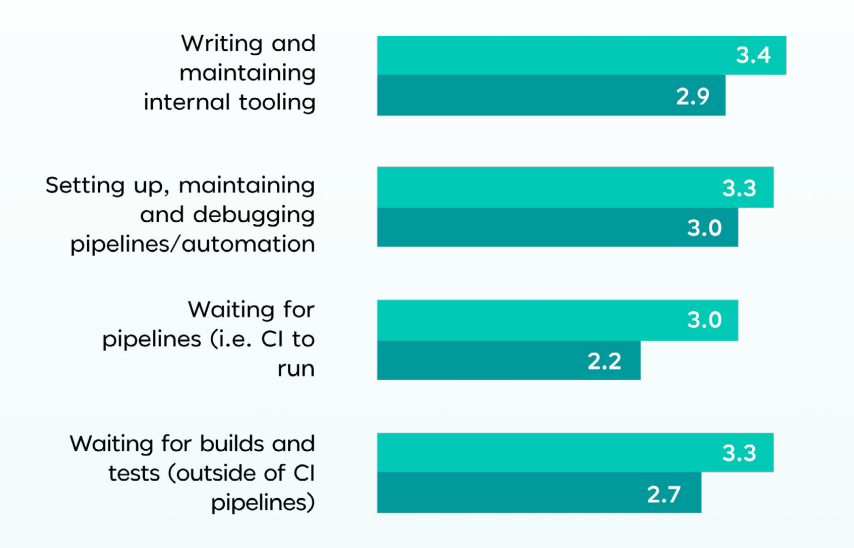 Writing and
maintaining
internal tooling
3.4
2.9
Setting up, maintaining
and debugging
pipelines/automation
3.3
3.0
Waiting for
pipelines (i.e. CI to
run
3.0
2.2
Waiting for builds and
tests (outside of CI
pipelines)
3.3
2.7